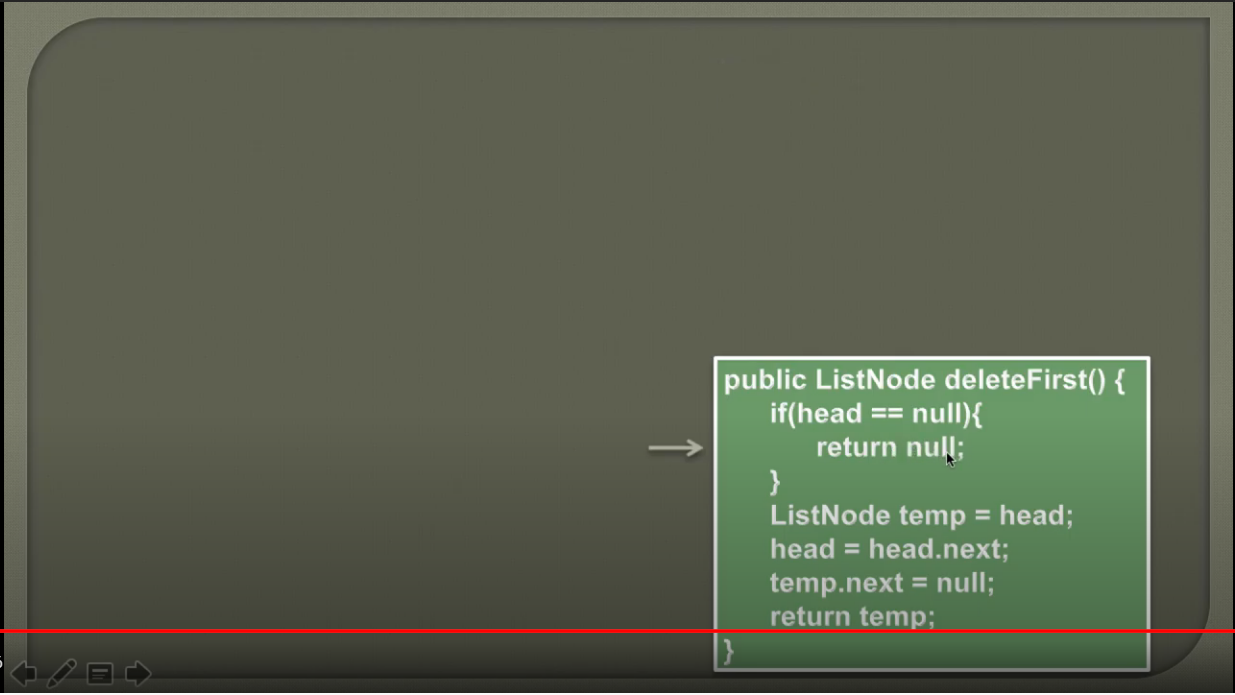 public ListNode deleteFirst() {
if(head == null){
return null;
}
ListNode temp = head;
head = head.next;
temp.next = null;
return temp;
}